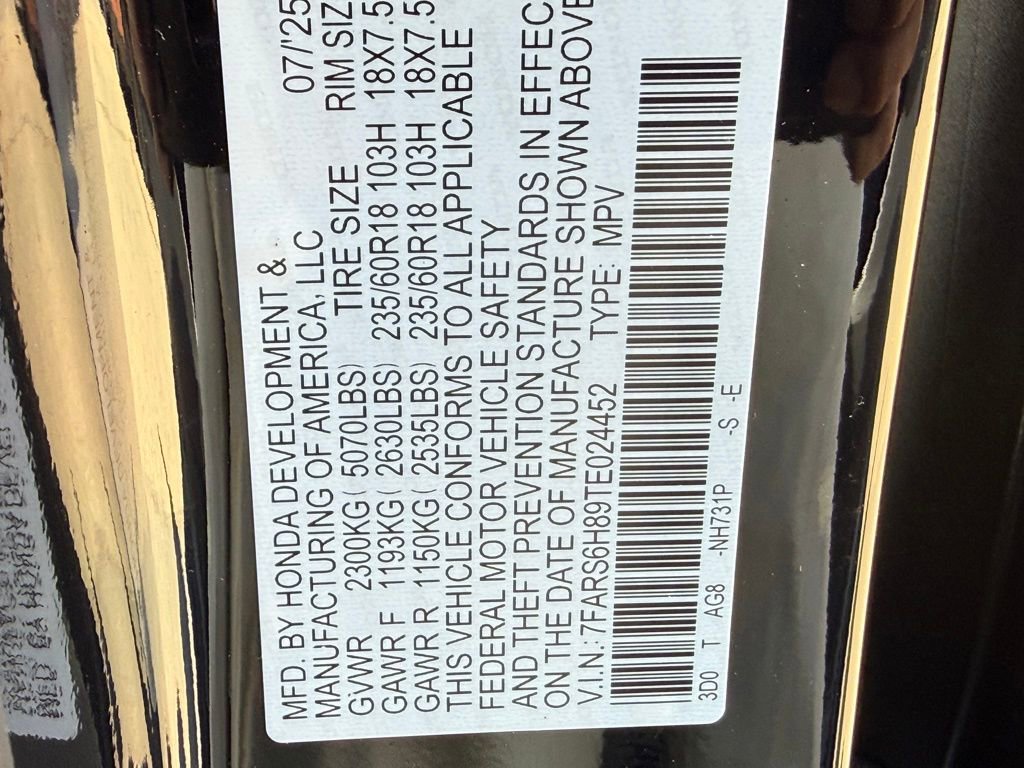 MFD. BY HONDA DEVELOPMENT & 07/'25
MANUFACTURING OF AMERICA, LLC
GVWR 2300KG ( 5070LBS) TIRE SIZE RIM SIZ
GAWR F 1193KG ( 2630LBS) 235/60R18 103H 18X7.5
GAWR R 1150KG ( 2535LBS) 235/60R18 103H 18X7.5
THIS VEHICLE CONFORMS TO ALL APPLICABLE
FEDERAL MOTOR VEHICLE SAFETY
AND THEFT PREVENTION STANDARDS IN EFFEC
ON THE DATE OF MANUFACTURE SHOWN ABOVE
V.I.N.: 7FARS6H89TE024452 TYPE: MPV
3D0 T AG8 -NH731P -S -E